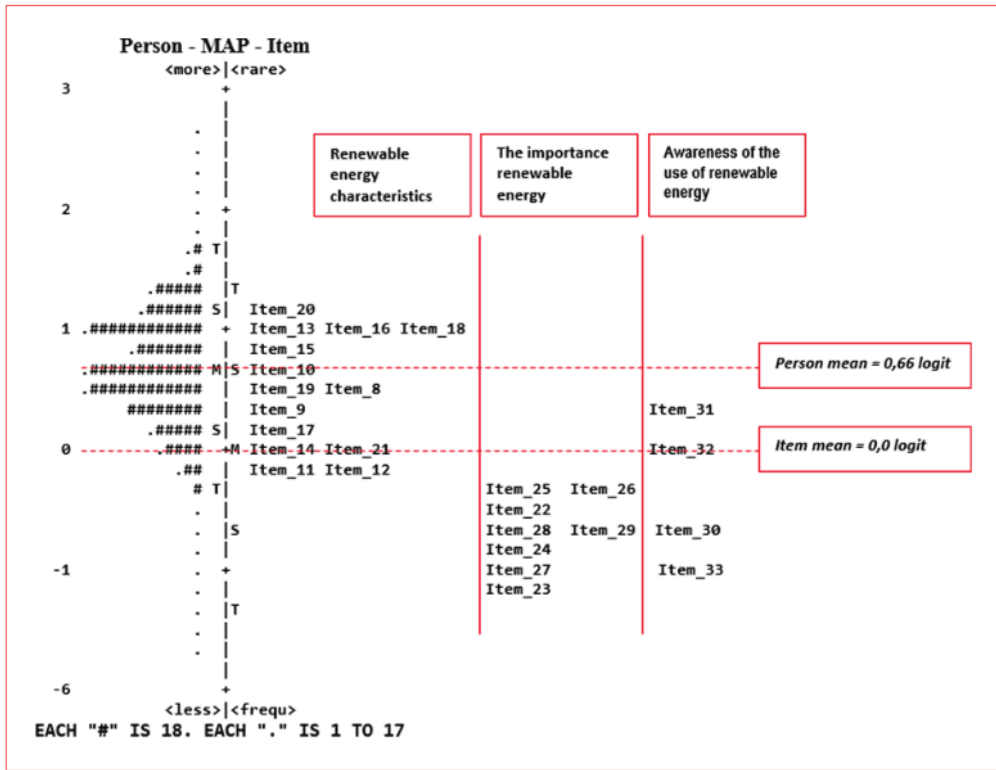 Person - MAP - Item
<more>|<rare>
3 +
|
. |
. |
. |
. |
2 . +
. |
.# T|
.# |
.##### |T
.###### S| Item_20
1 .############ + Item_13 Item_16 Item_18
.####### | Item_15
.############ M|S Item_10
.############ | Item_19 Item_8
######## | Item_9 Item_31
.##### S| Item_17
0 .#### +M Item_14 Item_21 Item_32
.## | Item_11 Item_12
# T| Item_25 Item_26
. | Item_22
. |S Item_28 Item_29 Item_30
. | Item_24
-1 . + Item_27 Item_33
. | Item_23
. |T
. |
. |
|
-6 +
<less>|<frequ>
EACH "#" IS 18. EACH "." IS 1 TO 17
Renewable
energy
characteristics
The importance
renewable
energy
Awareness of the
use of renewable
energy
Person mean = 0,66 logit
Item mean = 0,0 logit